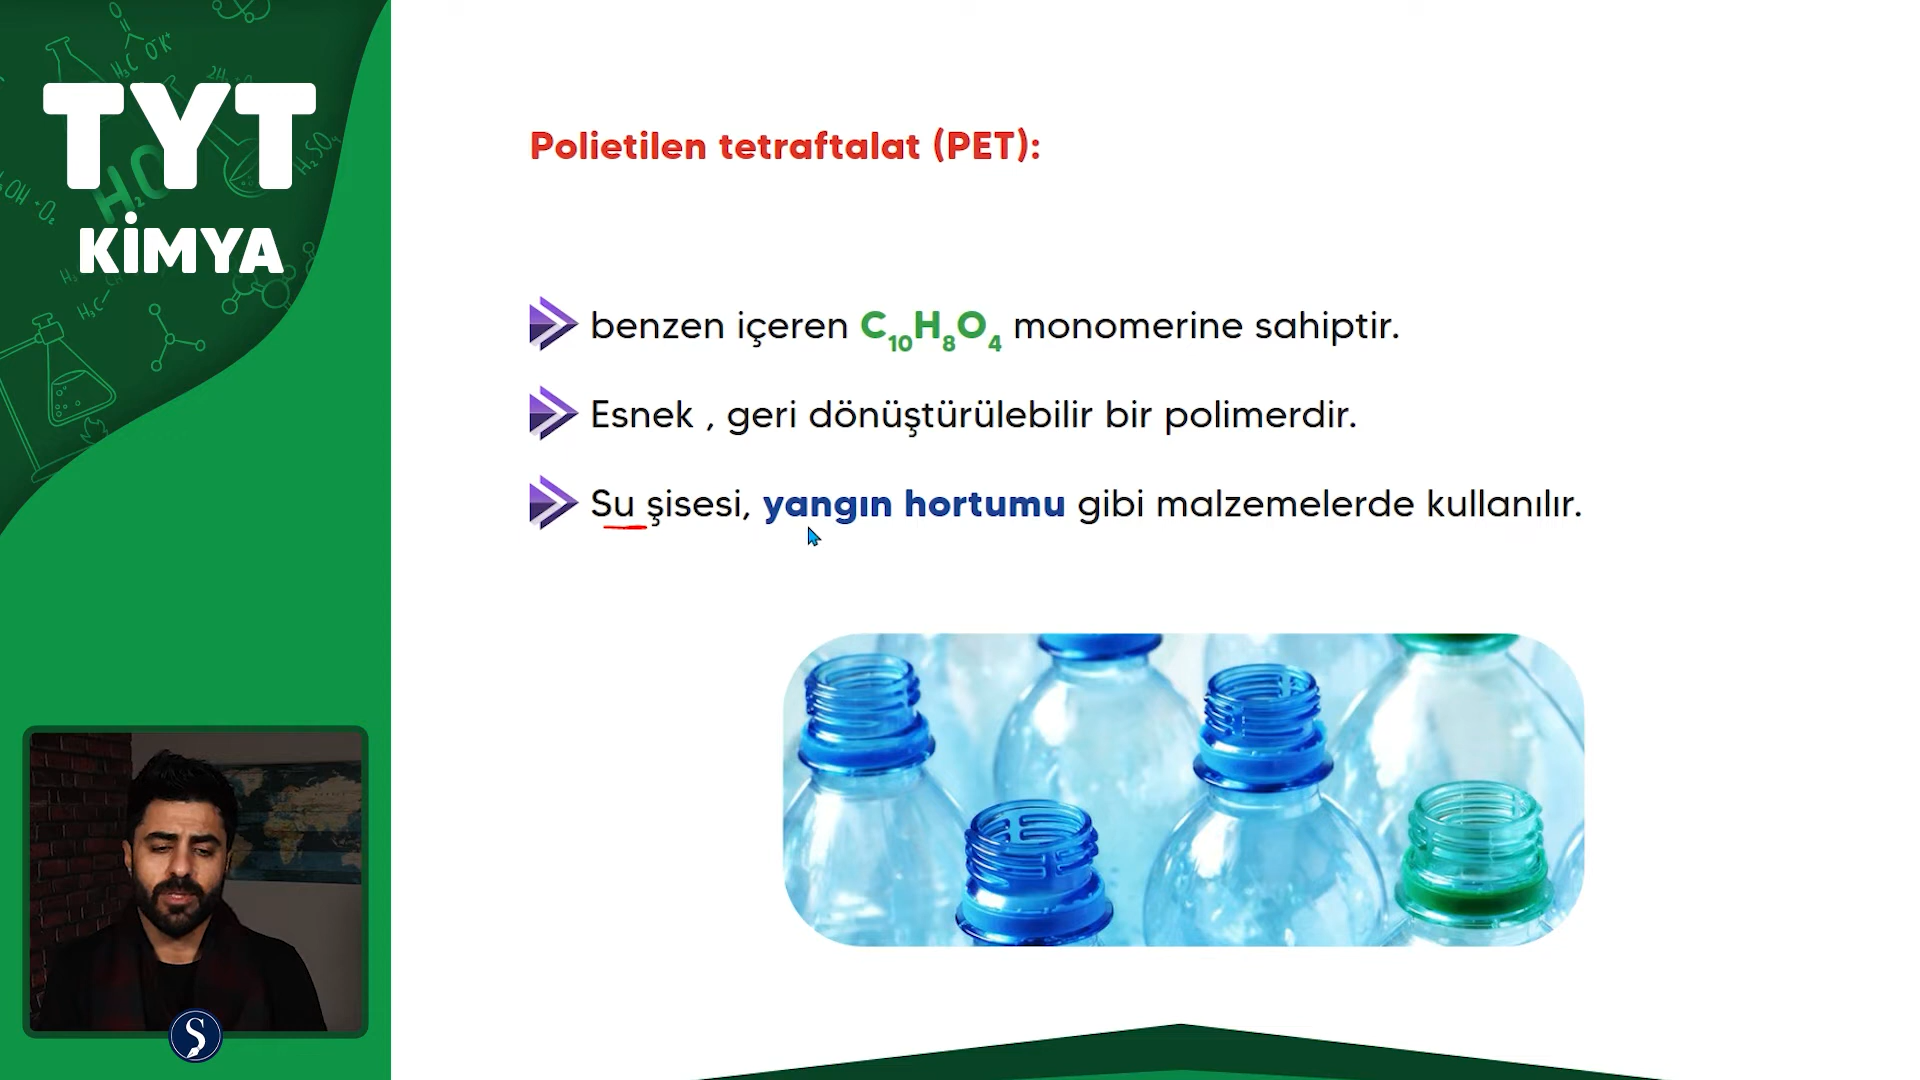 TYT
KİMYA
Polietilen tetraftalat (PET):
benzen içeren C₁₀H₈O₄ monomerine sahiptir.
Esnek , geri dönüştürülebilir bir polimerdir.
Su şisesi, yangın hortumu gibi malzemelerde kullanılır.